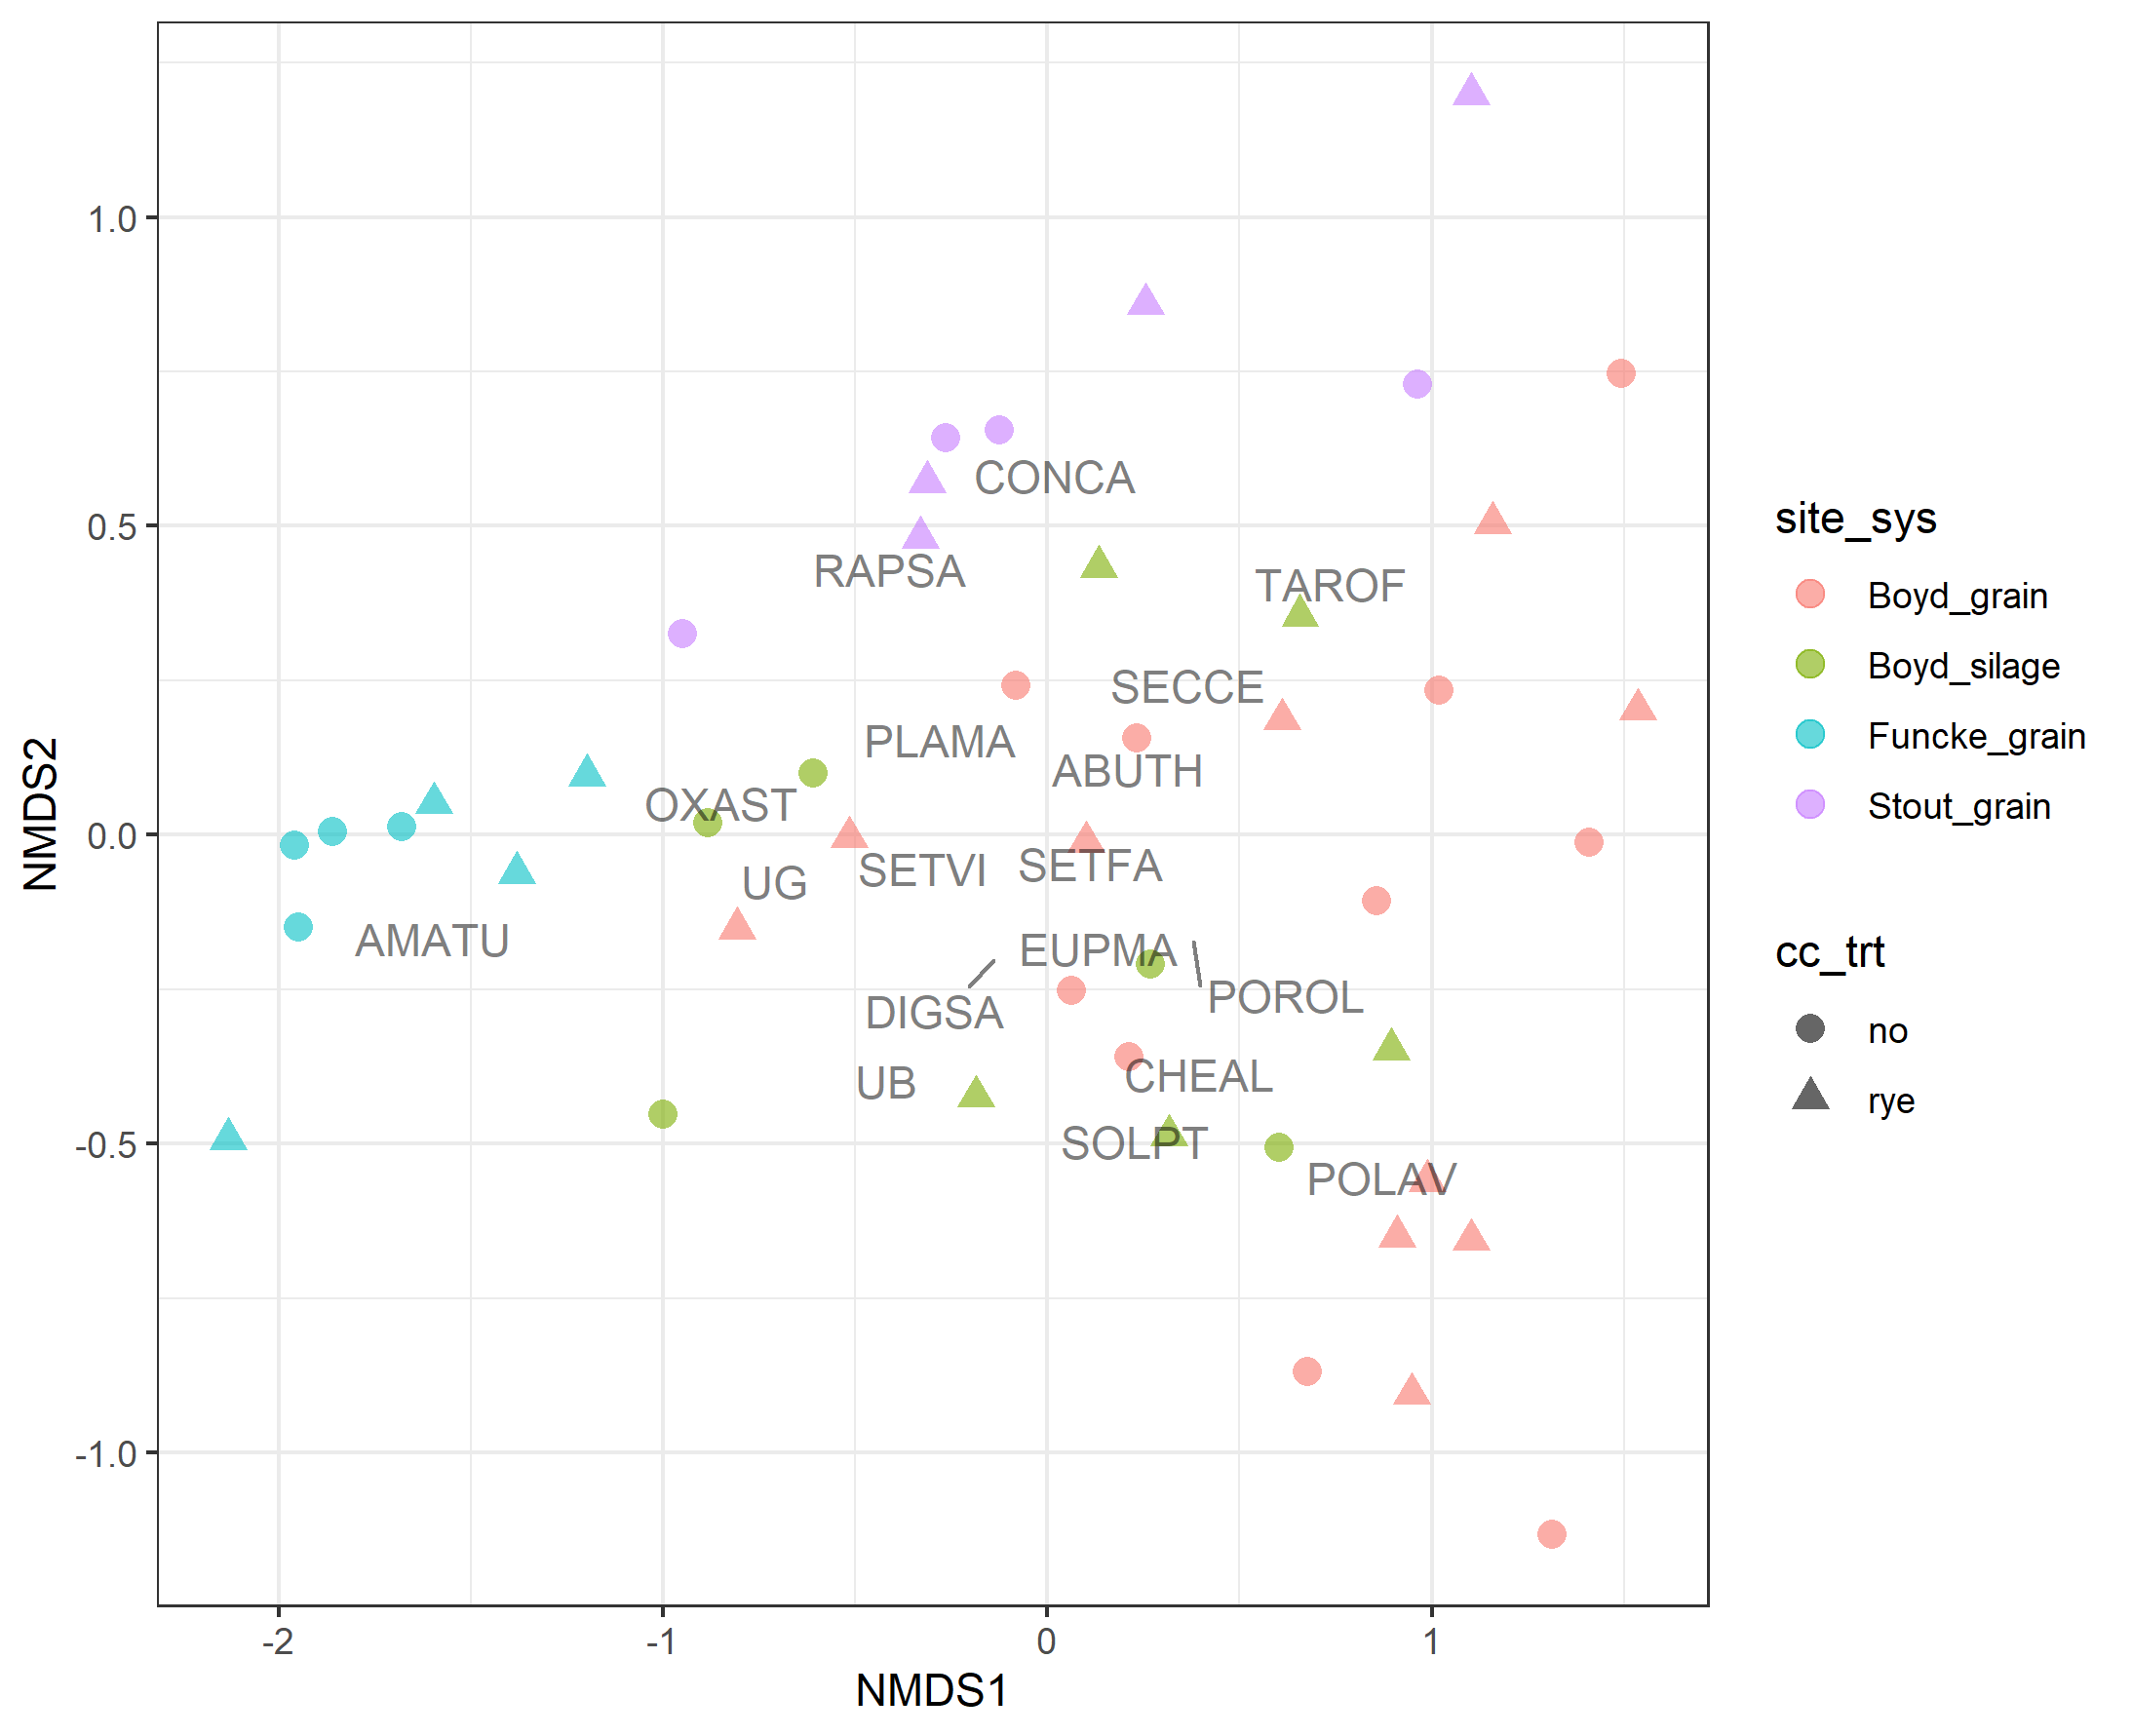 1.0
0.5
0.0
-0.5
-1.0
NMDS2
CONCA
RAPSA
TAROF
SECCE
PLAMA
ABUTH
OXAST
SETVI
SETFA
UG
AMATU
EUPMA
POROL
DIGSA
CHEAL
UB
SOLPT
POLAV
-2
-1
0
1
NMDS1
site_sys
Boyd_grain
Boyd_silage
Funcke_grain
Stout_grain
cc_trt
no
rye